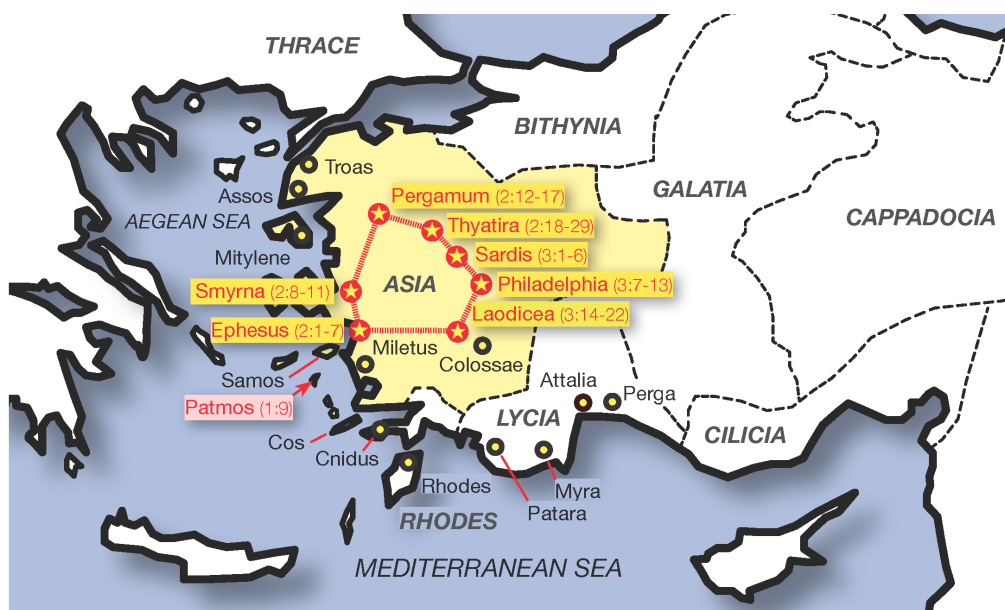 THRACE
BITHYNIA
Troas
Pergamum (2:12-17)
GALATIA
Assos
AEGEAN SEA
Thyatira (2:18-29)
CAPPADOCIA
Mitylene
Sardis (3:1-6)
Smyrna (2:8-11)
ASIA
Philadelphia (3:7-13)
Laodicea (3:14-22)
Ephesus (2:1-7)
Miletus
Colossae
Samos
Patmos (1:9)
Attalia
Perga
Cos
LYCIA
CILICIA
Cnidus
Rhodes
Myra
Patara
RHODES
MEDITERRANEAN SEA